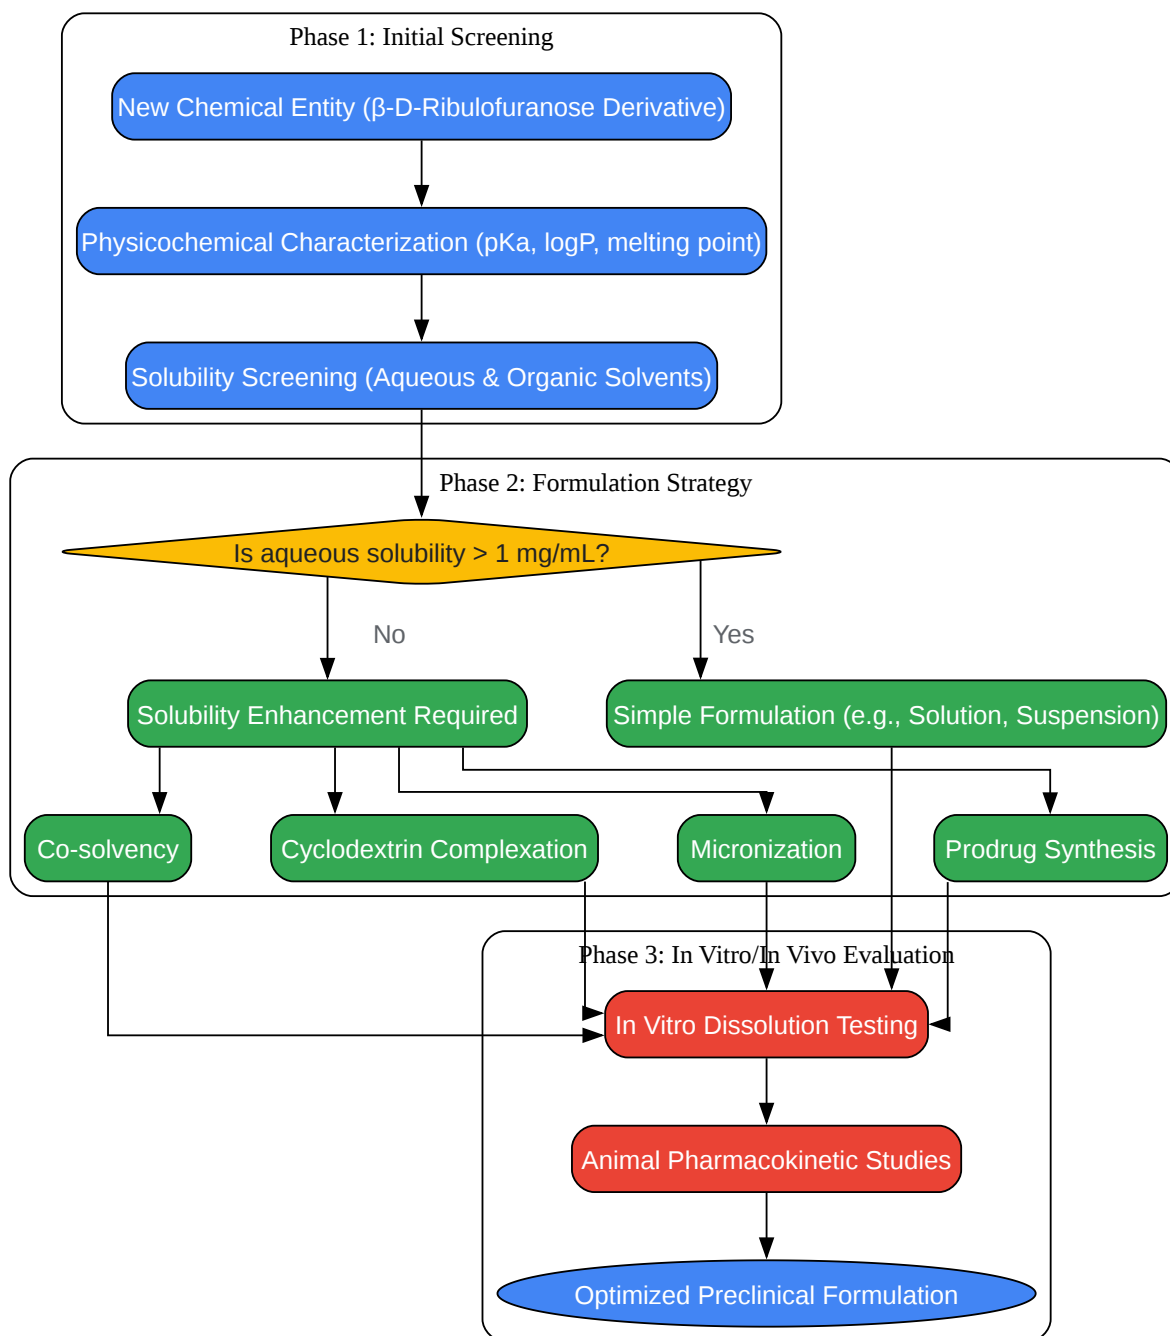 Phase 1: Initial Screening
New Chemical Entity (β-D-Ribulofuranose Derivative)
Physicochemical Characterization (pKa, logP, melting point)
Solubility Screening (Aqueous & Organic Solvents)
Phase 2: Formulation Strategy
Is aqueous solubility > 1 mg/mL?
No
Yes
Solubility Enhancement Required
Simple Formulation (e.g., Solution, Suspension)
Co-solvency
Cyclodextrin Complexation
Micronization
Prodrug Synthesis
Phase 3: In Vitro/In Vivo Evaluation
In Vitro Dissolution Testing
Animal Pharmacokinetic Studies
Optimized Preclinical Formulation